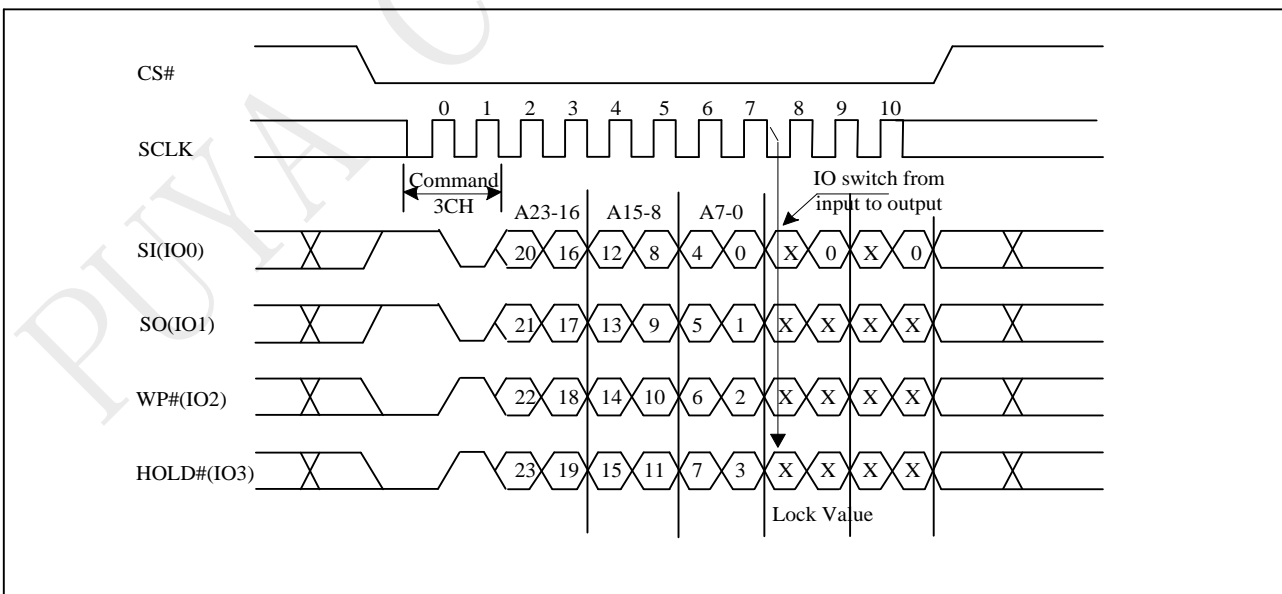 PUYA C
CS#
0 1 2 3 4 5 6 7 8 9 10
SCLK
Command
3CH
IO switch from
input to output
A23-16 A15-8 A7-0
SI(IO0) 20 16 12 8 4 0 X 0 X 0
SO(IO1) 21 17 13 9 5 1 X X X X
WP#(IO2) 22 18 14 10 6 2 X X X X
HOLD#(IO3) 23 19 15 11 7 3 X X X X
Lock Value